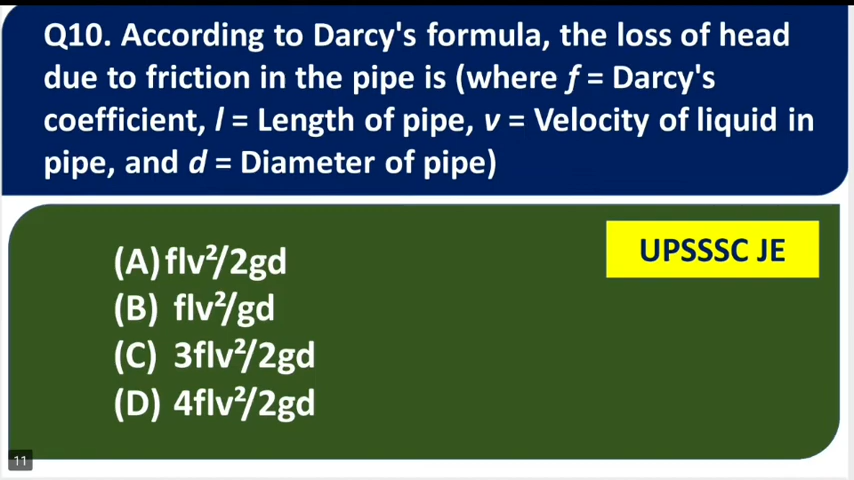 Q10. According to Darcy's formula, the loss of head
due to friction in the pipe is (where f = Darcy's
coefficient, l = Length of pipe, v = Velocity of liquid in
pipe, and d = Diameter of pipe)
UPSSSC JE
(A) flv²/2gd
(B) flv²/gd
(C) 3flv²/2gd
(D) 4flv²/2gd
11